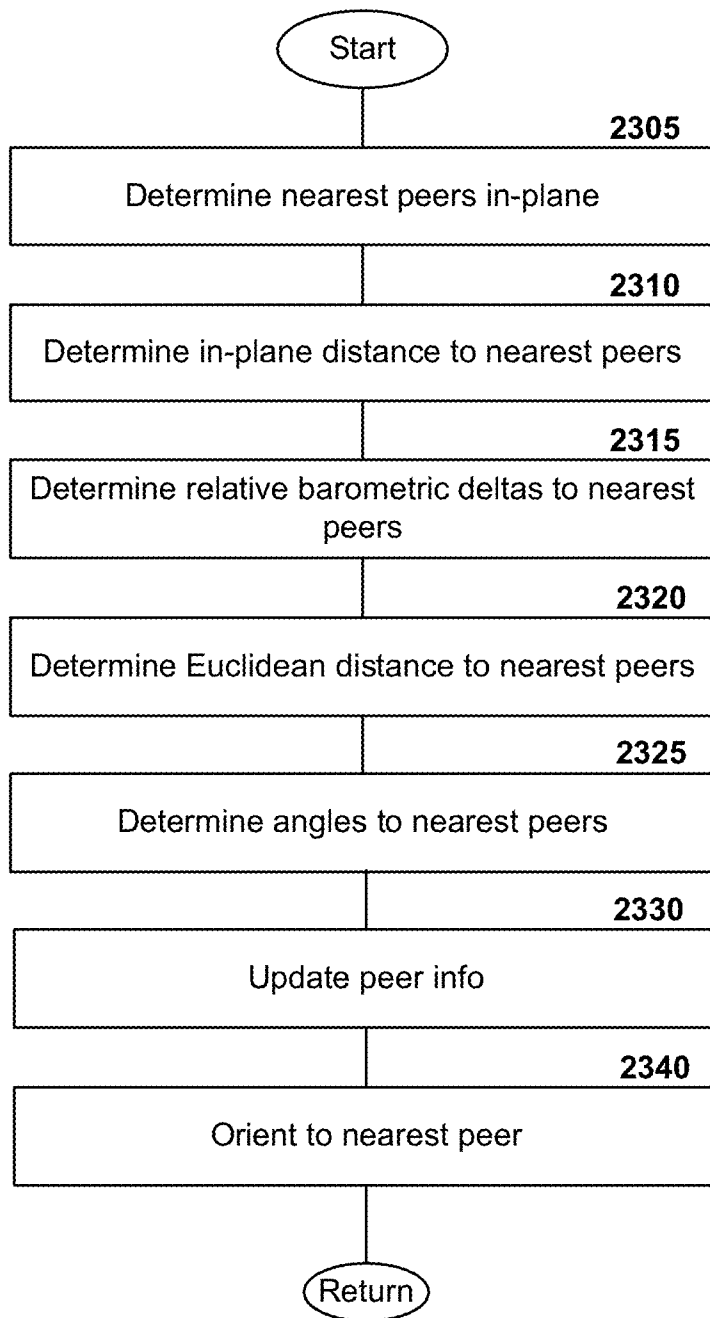 Start
2305
Determine nearest peers in-plane
2310
Determine in-plane distance to nearest peers
2315
Determine relative barometric deltas to nearest
peers
2320
Determine Euclidean distance to nearest peers
2325
Determine angles to nearest peers
2330
Update peer info
2340
Orient to nearest peer
Return